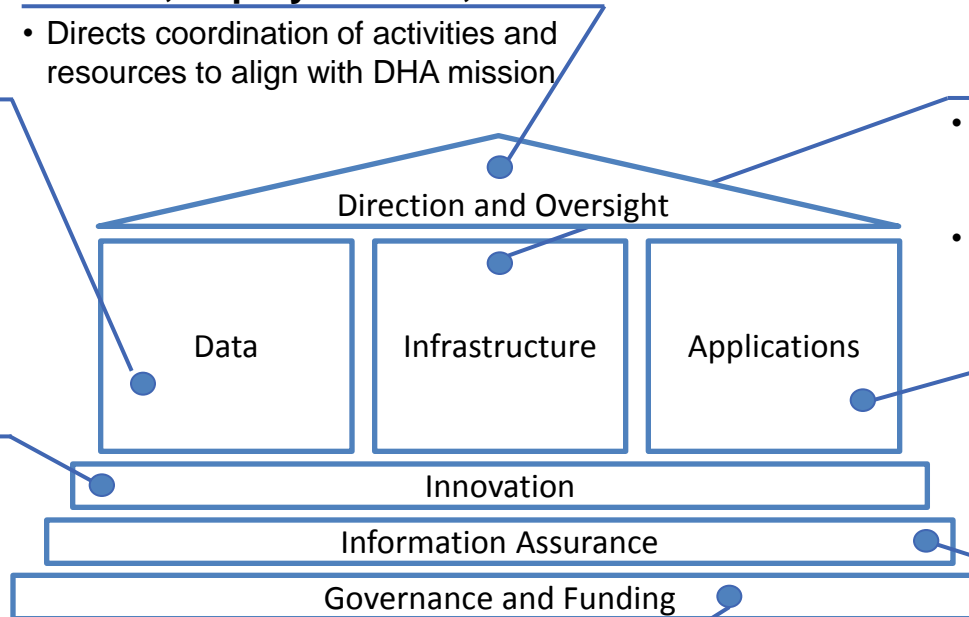 • Directs coordination of activities and
resources to align with DHA mission
•
•
Direction and Oversight
Data
Infrastructure
Applications
Innovation
Information Assurance
Governance and Funding